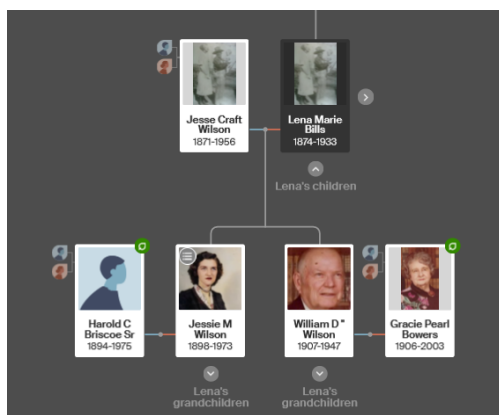 Jesse Craft
Wilson
1871-1956
Lena Marie
Bills
1874-1933
Lena's children
Harold C
Briscoe Sr
1894-1975
Jessie M
Wilson
1898-1973
William D "
Wilson
1907-1947
Gracie Pearl
Bowers
1906-2003
Lena's
grandchildren
Lena's
grandchildren